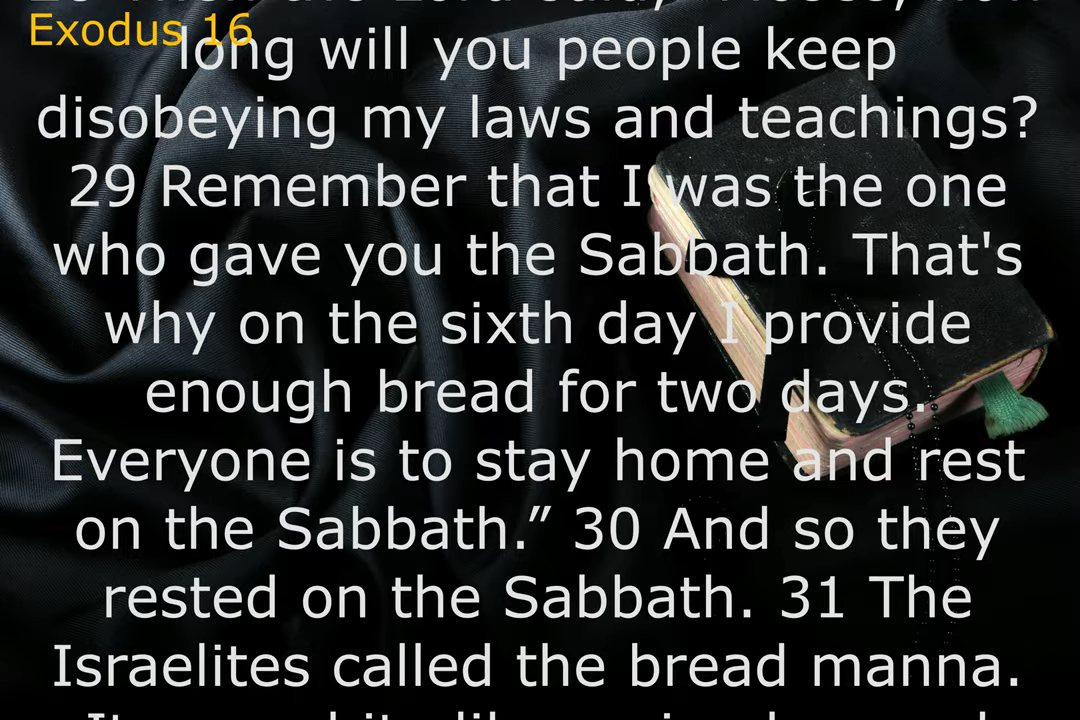 Exodus 16
long will you people keep
disobeying my laws and teachings?
29 Remember that I was the one
who gave you the Sabbath. That's
why on the sixth day I provide
enough bread for two days.
Everyone is to stay home and rest
on the Sabbath.” 30 And so they
rested on the Sabbath. 31 The
Israelites called the bread manna.